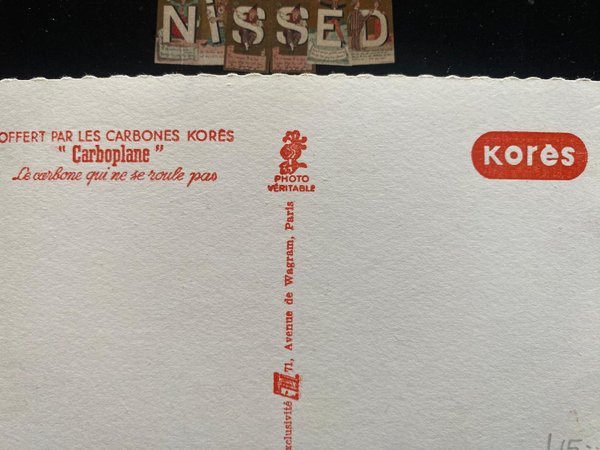 NISSED
OFFERT PAR LES CARBONES KORÈS
" Carboplane "
Le carbone qui ne se roule pas
PHOTO
VÉRITABLE
Korès
71, Avenue de Wagram, Paris